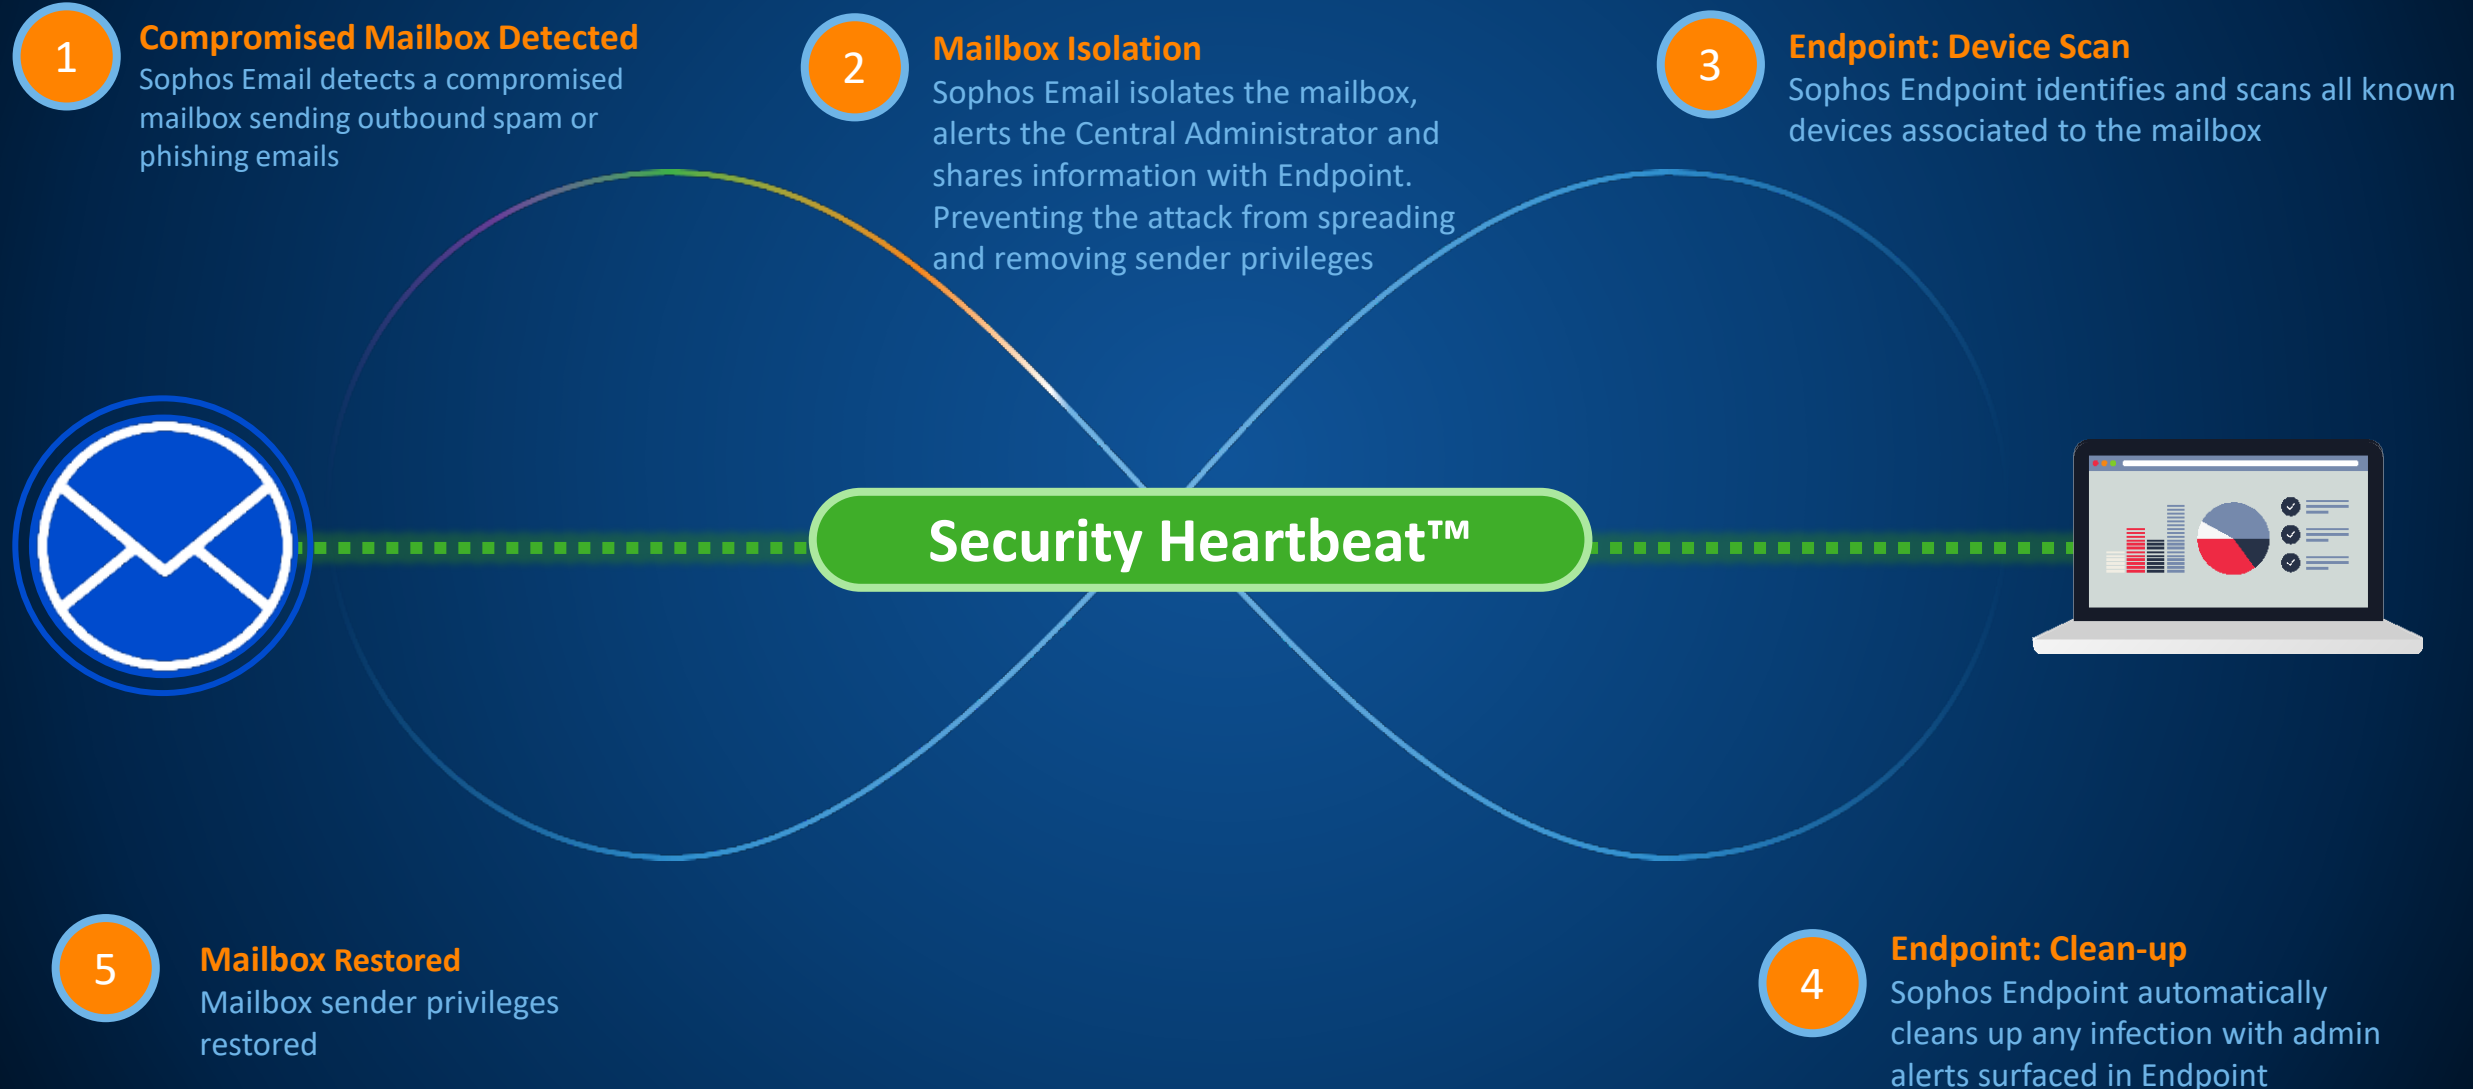 1
Compromised Mailbox Detected
Sophos Email detects a compromised
mailbox sending outbound spam or
phishing emails
2
Mailbox Isolation
Sophos Email isolates the mailbox,
alerts the Central Administrator and
shares information with Endpoint.
Preventing the attack from spreading
and removing sender privileges
3
Endpoint: Device Scan
Sophos Endpoint identifies and scans all known
devices associated to the mailbox
Security Heartbeat™
4
Endpoint: Clean-up
Sophos Endpoint automatically
cleans up any infection with admin
alerts surfaced in Endpoint
5
Mailbox Restored
Mailbox sender privileges
restored